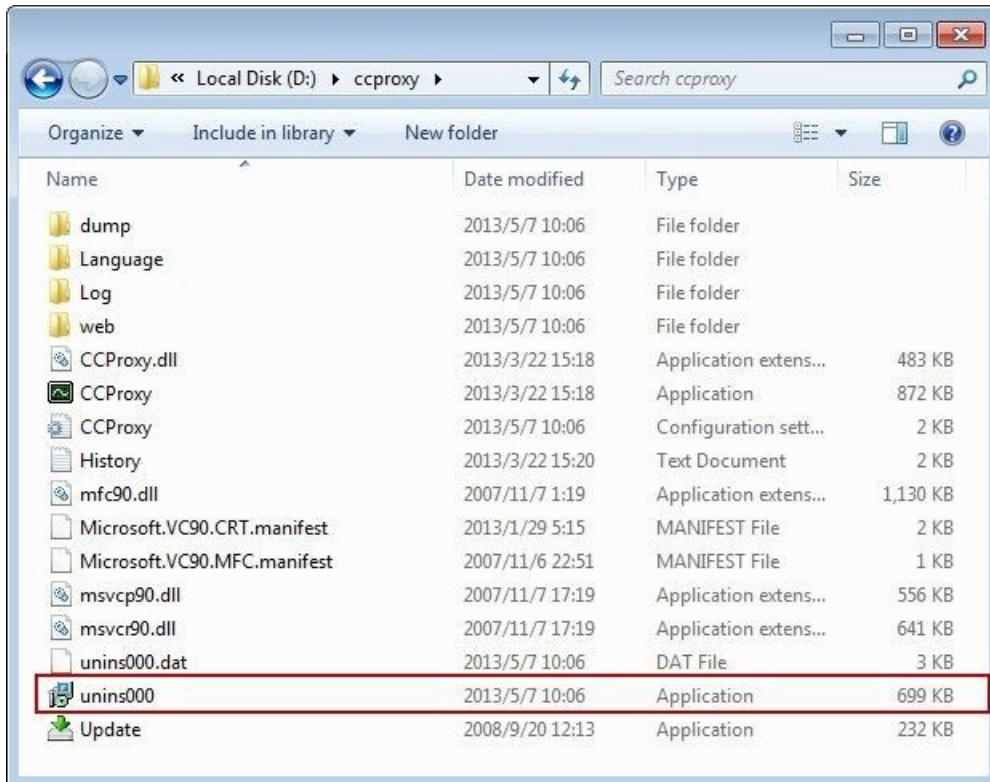 « Local Disk (D:) ▸ ccproxy ▸ Search ccproxy
Organize ▾ Include in library ▾ New folder
Name Date modified Type Size
dump 2013/5/7 10:06 File folder
Language 2013/5/7 10:06 File folder
Log 2013/5/7 10:06 File folder
web 2013/5/7 10:06 File folder
CCProxy.dll 2013/3/22 15:18 Application extens... 483 KB
CCProxy 2013/3/22 15:18 Application 872 KB
CCProxy 2013/5/7 10:06 Configuration sett... 2 KB
History 2013/3/22 15:20 Text Document 2 KB
mfc90.dll 2007/11/7 1:19 Application extens... 1,130 KB
Microsoft.VC90.CRT.manifest 2013/1/29 5:15 MANIFEST File 2 KB
Microsoft.VC90.MFC.manifest 2007/11/6 22:51 MANIFEST File 1 KB
msvcp90.dll 2007/11/7 17:19 Application extens... 556 KB
msvcr90.dll 2007/11/7 17:19 Application extens... 641 KB
unins000.dat 2013/5/7 10:06 DAT File 3 KB
unins000 2013/5/7 10:06 Application 699 KB
Update 2008/9/20 12:13 Application 232 KB